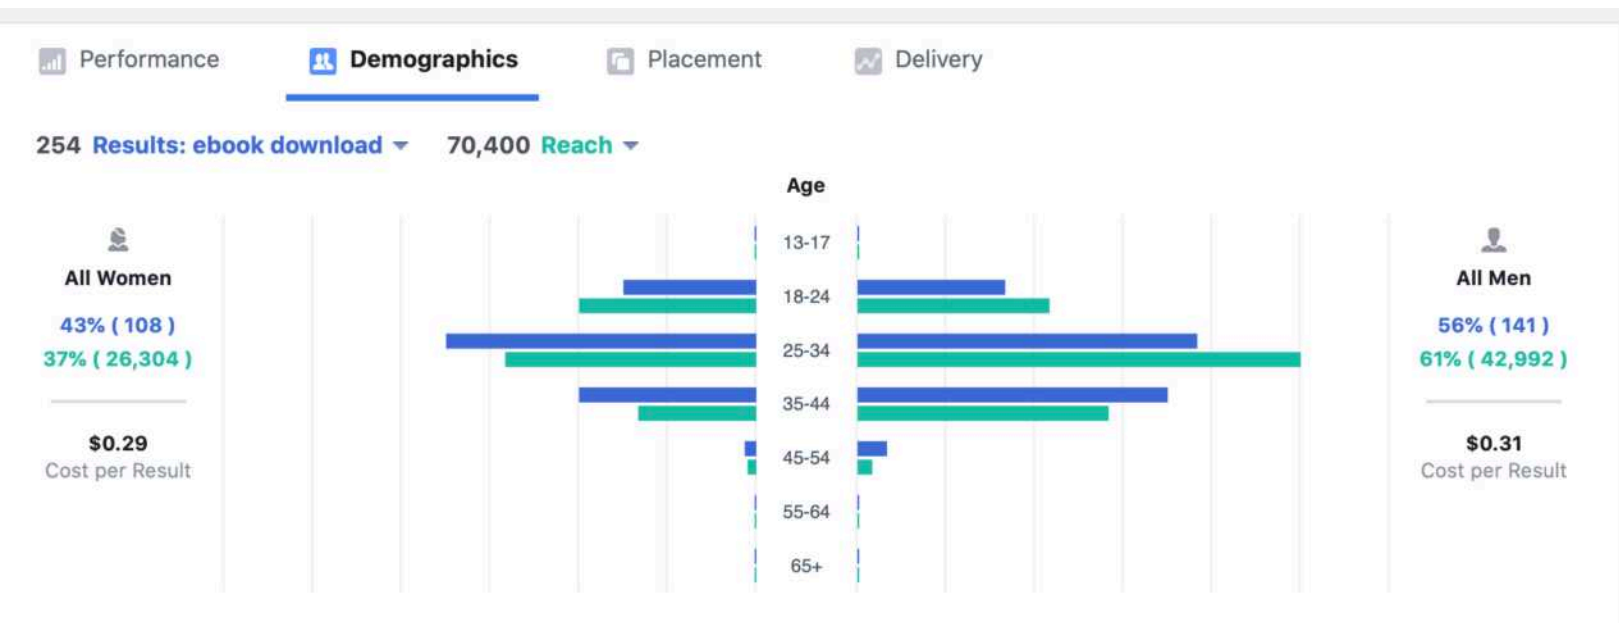 Performance Demographics Placement Delivery
254 Results: ebook download 70,400 Reach
Age
All Women
43% ( 108 )
37% ( 26,304 )
$0.29
Cost per Result
13-17
18-24
25-34
35-44
45-54
55-64
65+
All Men
56% ( 141 )
61% ( 42,992 )
$0.31
Cost per Result